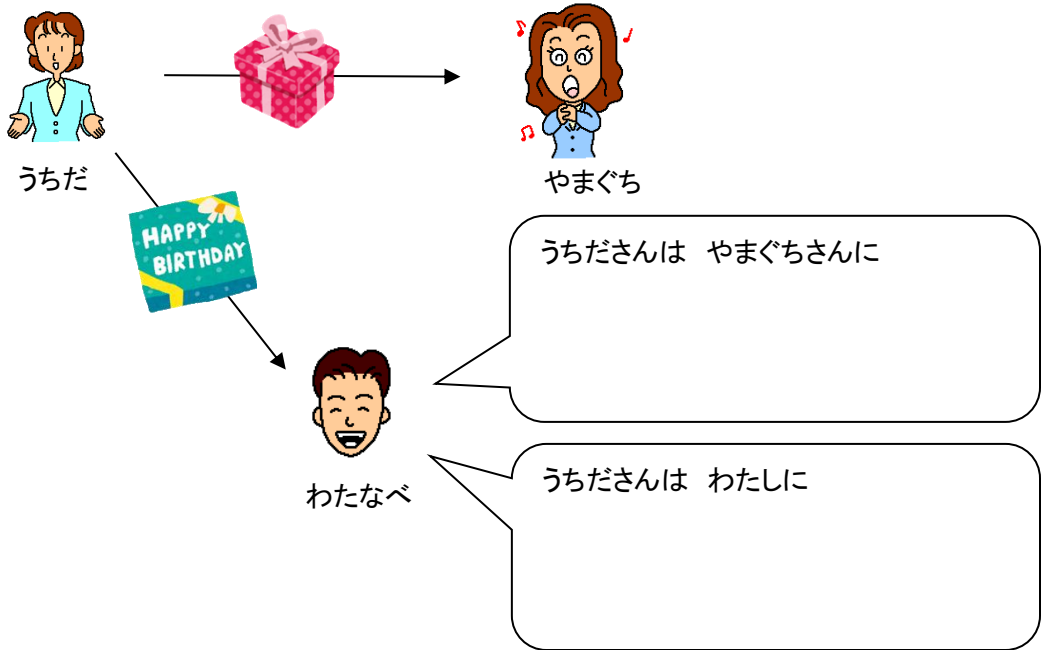 うちだ
やまぐち
HAPPY
BIRTHDAY
うちださんは　やまぐちさんに
わたなべ
うちださんは　わたしに